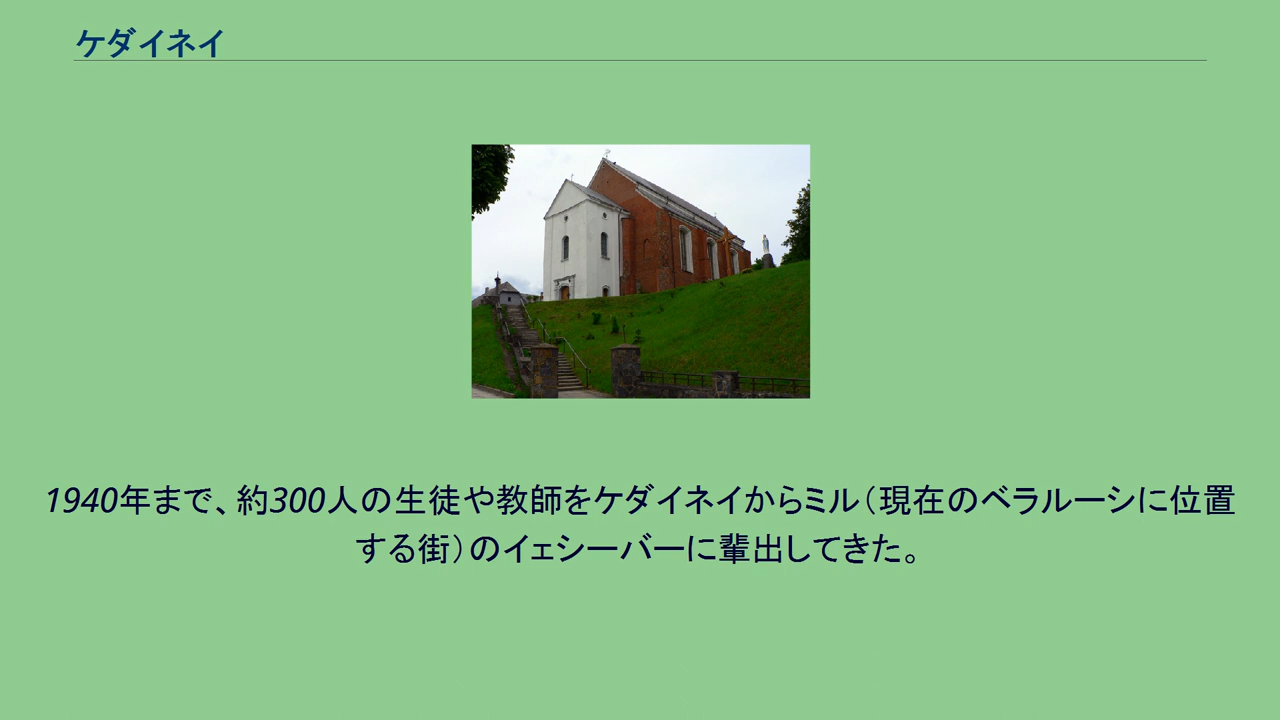 ケダイネイ
1940年まで、約300人の生徒や教師をケダイネイからミル（現在のベラルーシに位置
する街）のイェシーバーに輩出してきた。